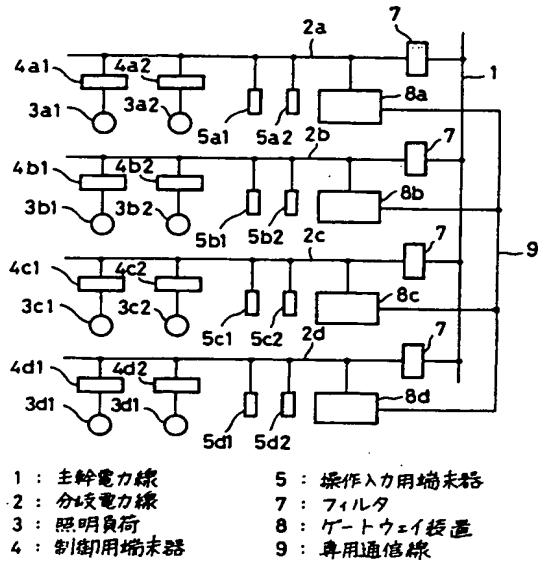 7
2a
4a1
4a2
1
3a1
3a2
8a
5a1
5a2
2b
7
4b1
4b2
8b
3b1
3b2
5b1
5b2
2c
7
9
4c1
4c2
8c
3c1
3c2
5c1
5c2
2d
7
4d1
4d2
8d
3d1
3d1
5d1
5d2
1 : 主幹電力線
2 : 分岐電力線
3 : 照明負荷
4 : 制御用端末器
5 : 操作入力用端末器
7 : フィルタ
8 : ゲートウェイ装置
9 : 専用通信線